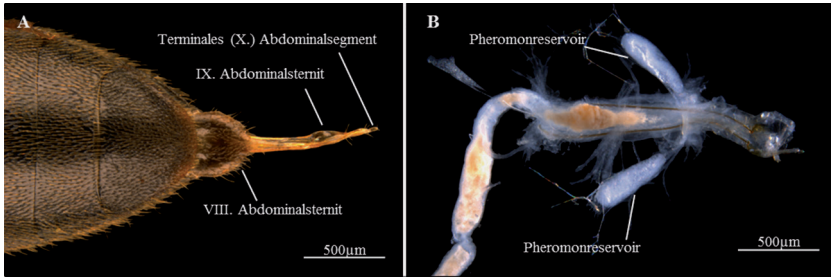 A
Terminales (X.) Abdominalsegment
IX. Abdominalsternit
VIII. Abdominalsternit
500µm
B
Pheromonreservoir
Pheromonreservoir
500µm